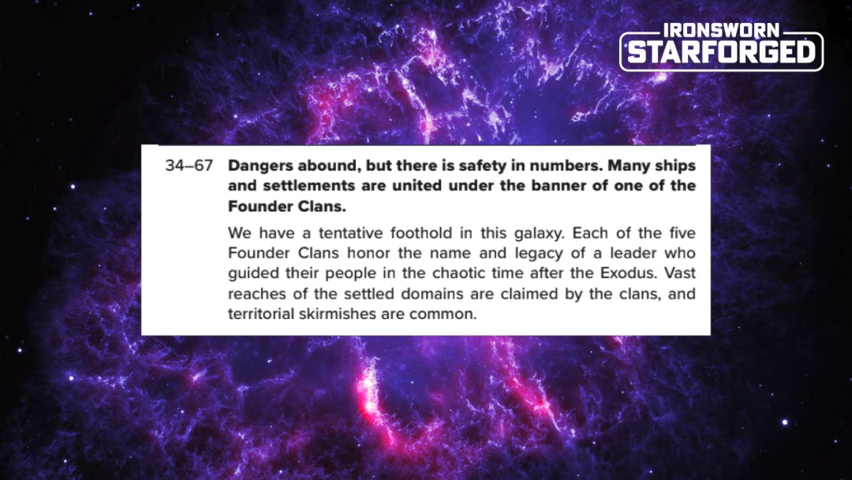 IRONSWORN
STARFORGED
34–67 Dangers abound, but there is safety in numbers. Many ships
and settlements are united under the banner of one of the
Founder Clans.
We have a tentative foothold in this galaxy. Each of the five
Founder Clans honor the name and legacy of a leader who
guided their people in the chaotic time after the Exodus. Vast
reaches of the settled domains are claimed by the clans, and
territorial skirmishes are common.